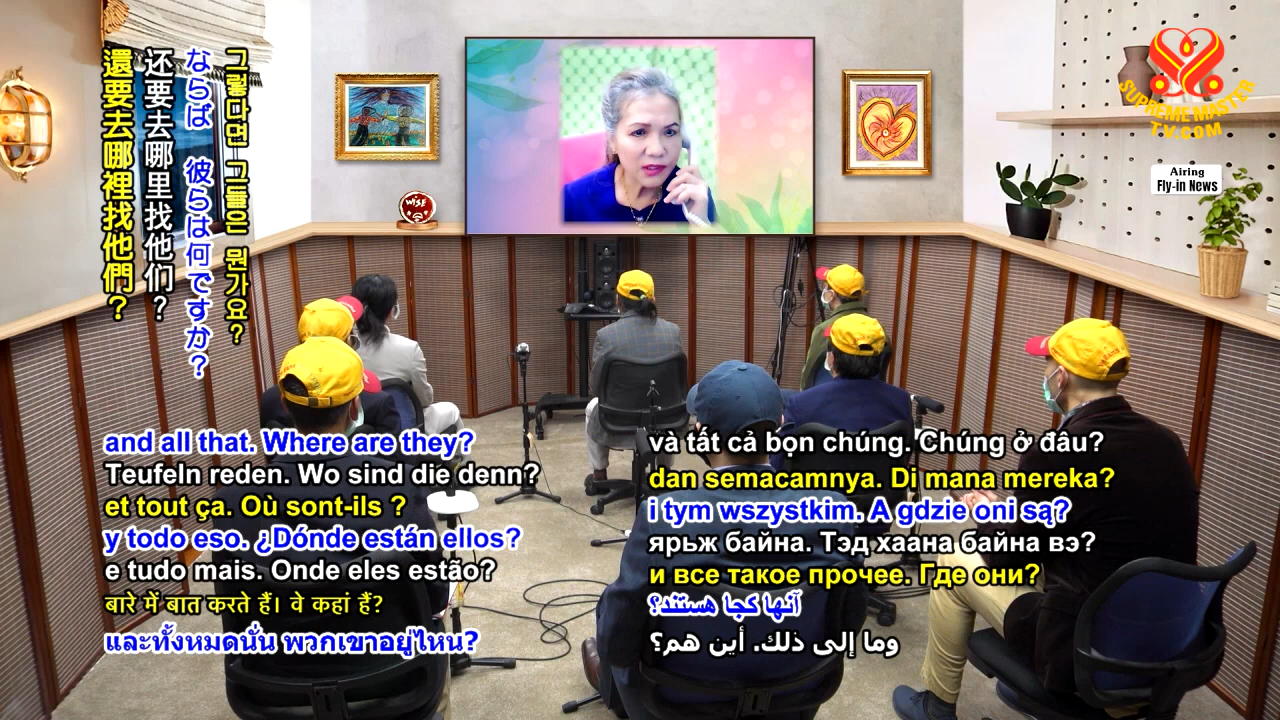 還要去哪裡找他們？
还要去哪里找他们？
ならば 彼らは何ですか？
그렇다면 그들은 뭔가요？
SUPREME MASTER
TV.COM
Airing
Fly-in News
WISE
and all that. Where are they?
Teufeln reden. Wo sind die denn?
et tout ça. Où sont-ils ?
y todo eso. ¿Dónde están ellos?
e tudo mais. Onde eles estão?
बारे में बात करते हैं। वे कहां हैं?
และทั้งหมดนั่น พวกเขาอยู่ไหน?
và tất cả bọn chúng. Chúng ở đâu?
dan semacamnya. Di mana mereka?
i tym wszystkim. A gdzie oni są?
ярьж байна. Тэд хаана байна вэ?
и все такое прочее. Где они?
آنها کجا هستند؟
وما إلى ذلك. أين هم؟